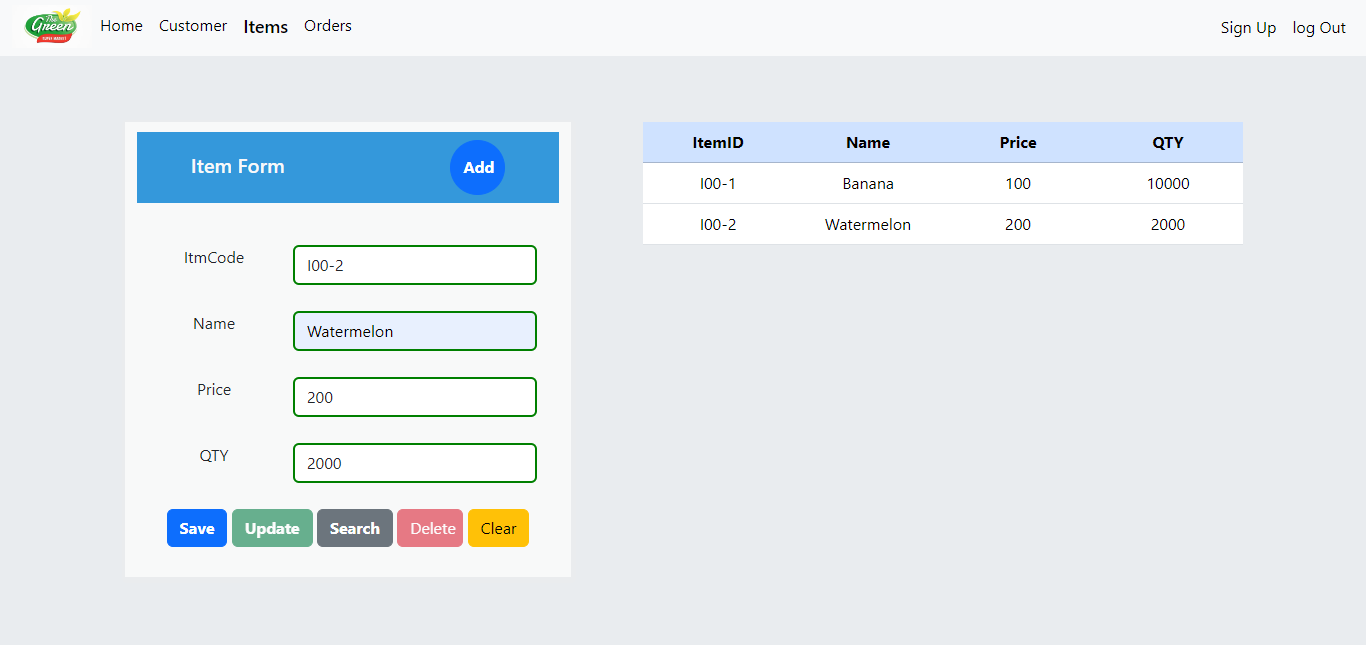 The
Green
SUPER MARKET
Home Customer Items Orders
Sign Up log Out
Item Form Add
ItmCode I00-2
Name Watermelon
Price 200
QTY 2000
Save Update Search Delete Clear
ItemID Name Price QTY
I00-1 Banana 100 10000
I00-2 Watermelon 200 2000